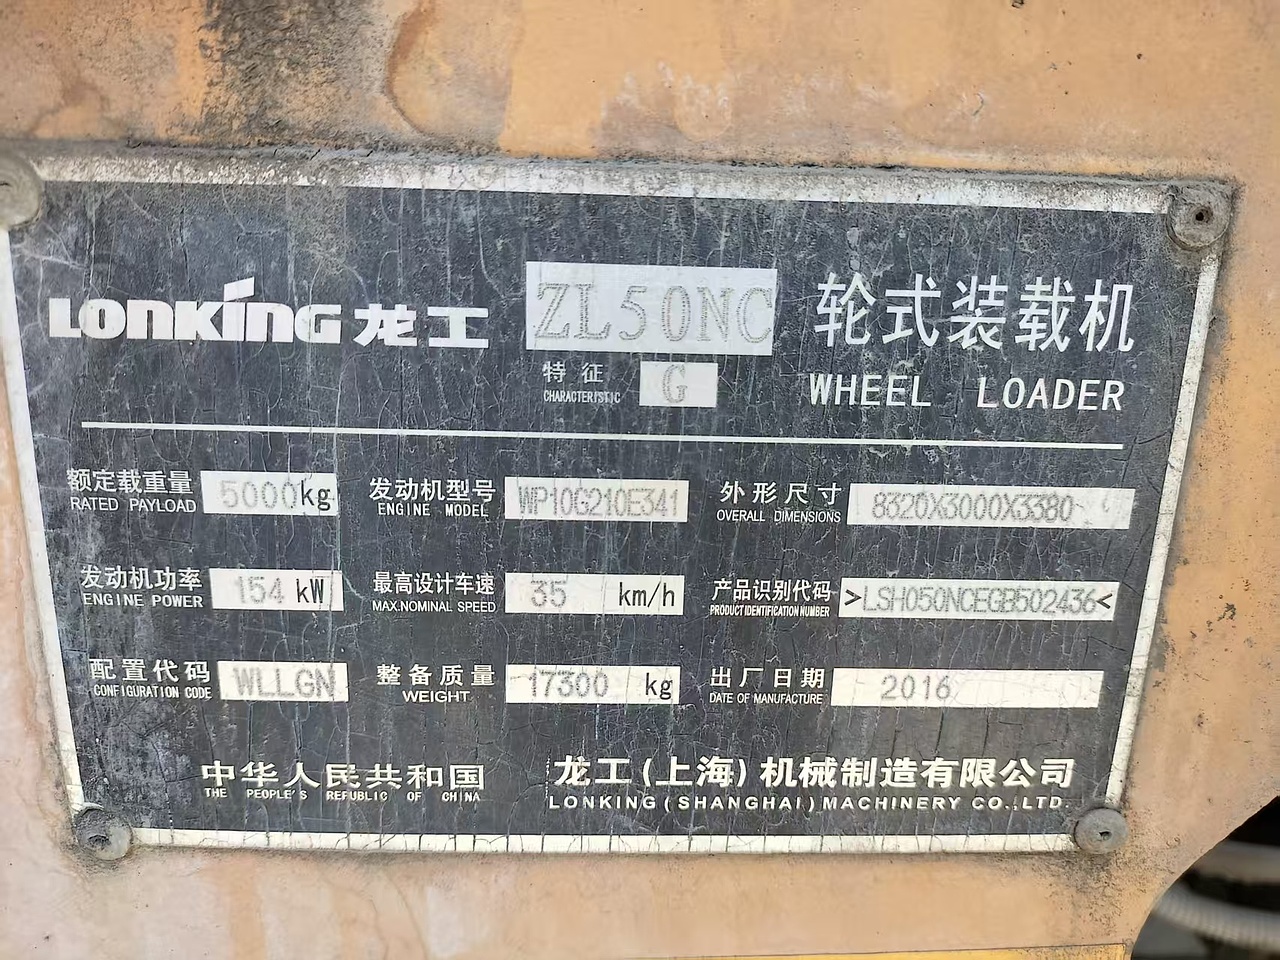 LONKING 龙工 ZL50NC 轮式装载机
特征 G
CHARACTERISTIC
WHEEL LOADER
额定载重量 5000kg 发动机型号 WP10G210E341 外形尺寸 8320X3000X3380
RATED PAYLOAD ENGINE MODEL OVERALL DIMENSIONS
发动机功率 154 kW 最高设计车速 35 km/h 产品识别代码 >LSH050NCEGB502436<
ENGINE POWER MAX.NOMINAL SPEED PRODUCT IDENTIFICATION NUMBER
配置代码 WLLGN 整备质量 17300 kg 出厂日期 2016
CONFIGURATION CODE WEIGHT DATE OF MANUFACTURE
中华人民共和国 龙工(上海)机械制造有限公司
THE PEOPLE'S REPUBLIC OF CHINA LONKING(SHANGHAI)MACHINERY CO.,LTD.